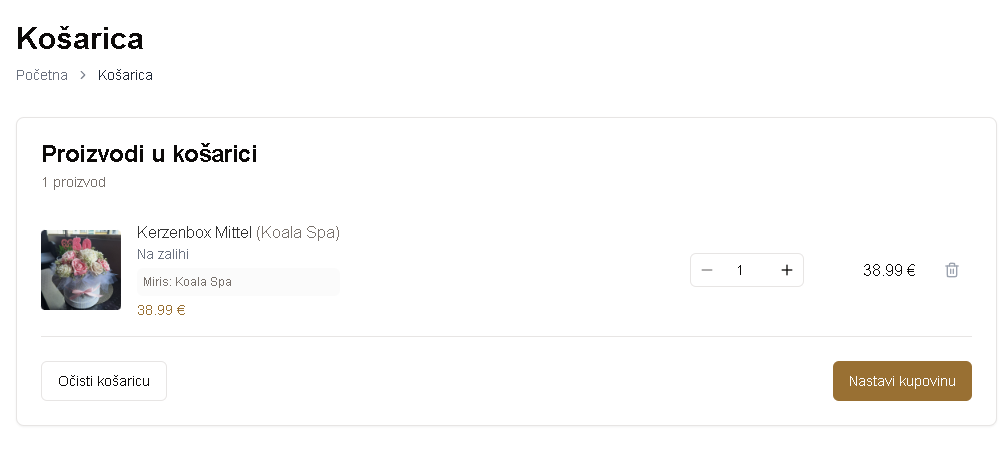 Košarica
Početna > Košarica
Proizvodi u košarici
1 proizvod
Kerzenbox Mittel (Koala Spa)
Na zalihi
Miris: Koala Spa
38.99 €
1
38.99 €
Očisti košaricu
Nastavi kupovinu